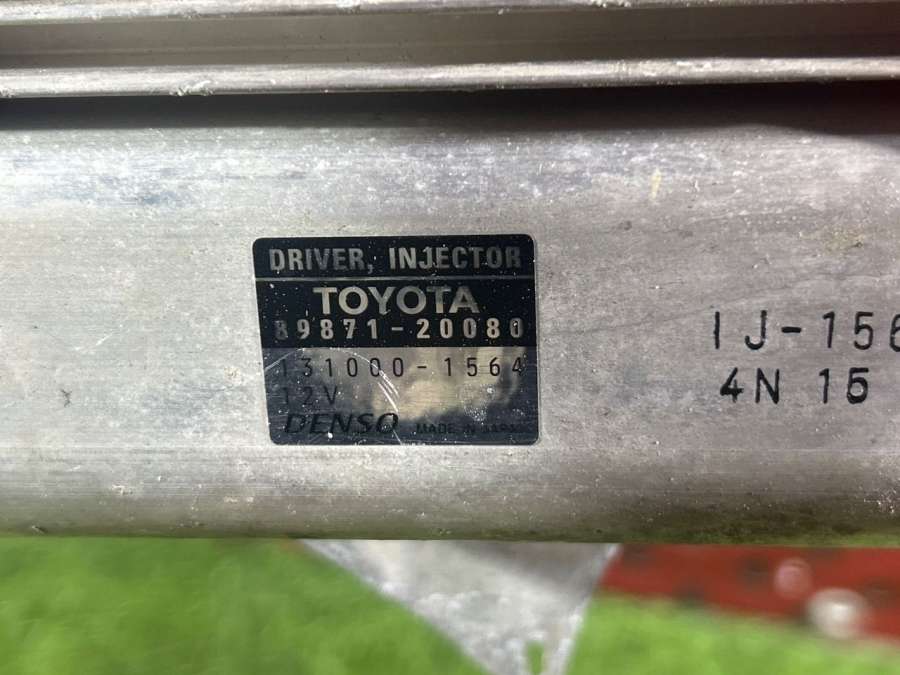 DRIVER, INJECTOR
TOYOTA
89871-20080
131000-1564
12V
DENSO MADE IN JAPAN
IJ-156
4N 15